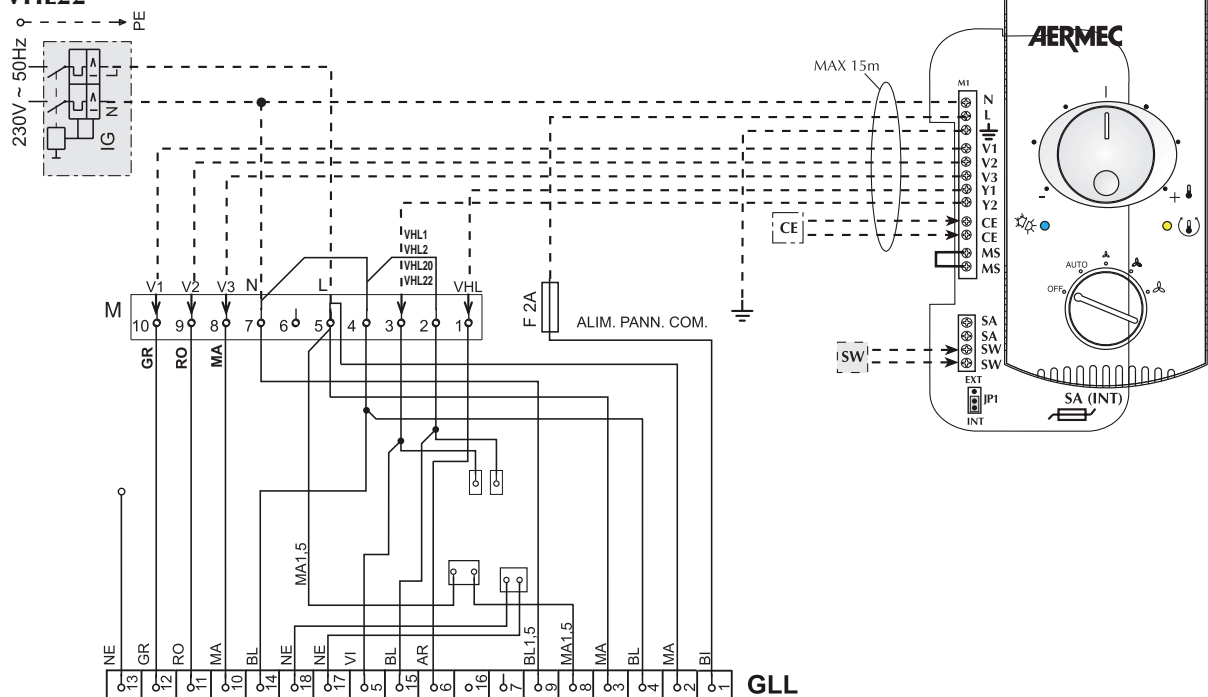 VHL22
PE
230V ~ 50Hz
L
N
IG
MAX 15m
AERMEC
M1
N
L
V1
V2
V3
Y1
Y2
CE
CE
CE
MS
MS
- +
AUTO
OFF
SA
SA
SW
SW
SW
EXT
JP1
INT
SA (INT)
VHL1
VHL2
VHL20
VHL22
V1 V2 V3 N L VHL
M
10 9 8 7 6 5 4 3 2 1
F 2A
ALIM. PANN. COM.
GR RO MA
MA1,5
NE GR RO MA BL NE NE VI BL AR BL1,5 MA1,5 MA BL MA BI
13 12 11 10 14 18 17 5 15 6 16 7 9 8 3 4 2 1
GLL